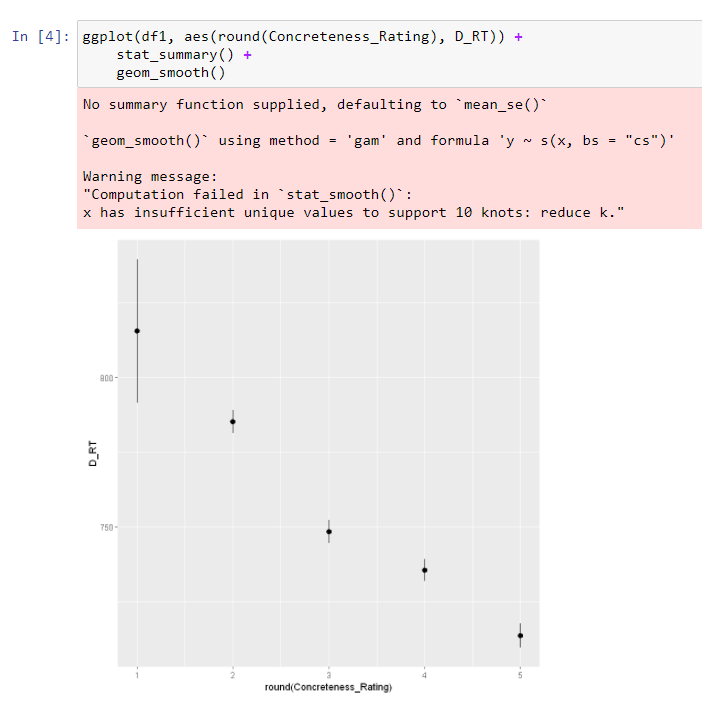 In [4]: ggplot(df1, aes(round(Concreteness_Rating), D_RT)) +
stat_summary() +
geom_smooth()
No summary function supplied, defaulting to `mean_se()`
`geom_smooth()` using method = 'gam' and formula 'y ~ s(x, bs = "cs")'
Warning message:
"Computation failed in `stat_smooth()`:
x has insufficient unique values to support 10 knots: reduce k."
800
D_RT
750
1 2 3 4 5
round(Concreteness_Rating)